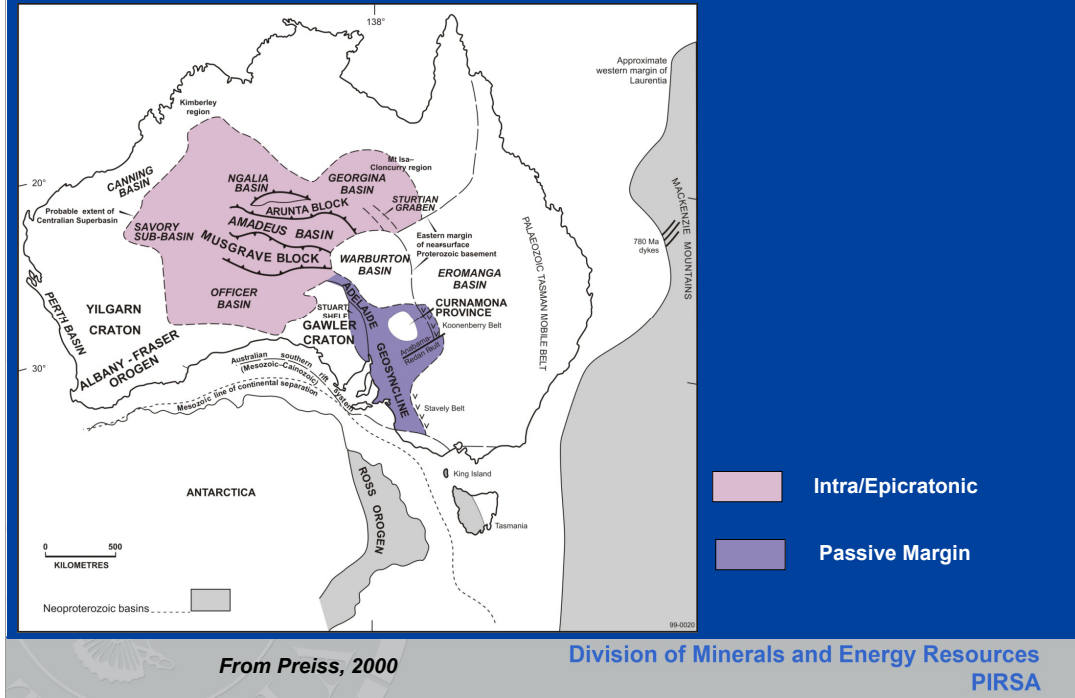 138°
Approximate
western margin of
Laurentia
Kimberley
region
Mt Isa–
Cloncurry region
20°
CANNING
BASIN
NGALIA
BASIN
GEORGINA
BASIN
ARUNTA BLOCK
STURTIAN
GRABEN
MACKENZIE MOUNTAINS
Probable extent of
Centralian Superbasin
SAVORY
SUB-BASIN
AMADEUS BASIN
MUSGRAVE BLOCK
Eastern margin
of nearsurface
Proterozoic basement
PALAEOZOIC TASMAN MOBILE BELT
780 Ma
dykes
WARBURTON
BASIN
EROMANGA
BASIN
OFFICER
BASIN
PERTH BASIN
YILGARN
CRATON
STUART
SHELF
ADELAIDE
GEOSYNCLINE
CURNAMONA
PROVINCE
Koonenberry Belt
GAWLER
CRATON
Anabama-
Redan Fault
ALBANY - FRASER
OROGEN
30°
Australian southern rift system
(Mesozoic–Cainozoic)
Mesozoic line of continental separation
Stavely Belt
King Island
Tasmania
ANTARCTICA
ROSS OROGEN
0 500
KILOMETRES
Neoproterozoic basins
99-0020
Intra/Epicratonic
Passive Margin
From Preiss, 2000
Division of Minerals and Energy Resources
PIRSA